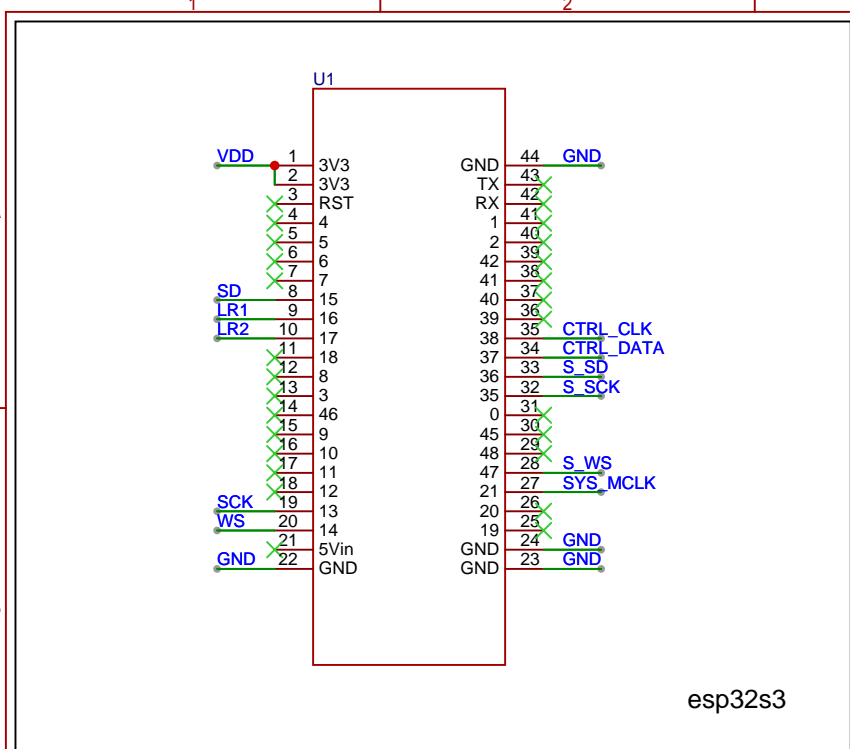 1 2
U1
VDD 1 3V3 GND 44 GND
2 3V3 TX 43
3 RST RX 42
4 4 1 41
5 5 2 40
6 6 42 39
7 7 41 38
SD 8 15 40 37
LR1 9 16 39 36
LR2 10 17 38 35 CTRL_CLK
11 18 37 34 CTRL_DATA
12 8 36 33 S_SD
13 3 35 32 S_SCK
14 46 0 31
15 9 45 30
16 10 48 29
17 11 47 28 S_WS
18 12 21 27 SYS_MCLK
SCK 19 13 20 26
WS 20 14 19 25
21 5Vin GND 24 GND
GND 22 GND GND 23 GND
esp32s3